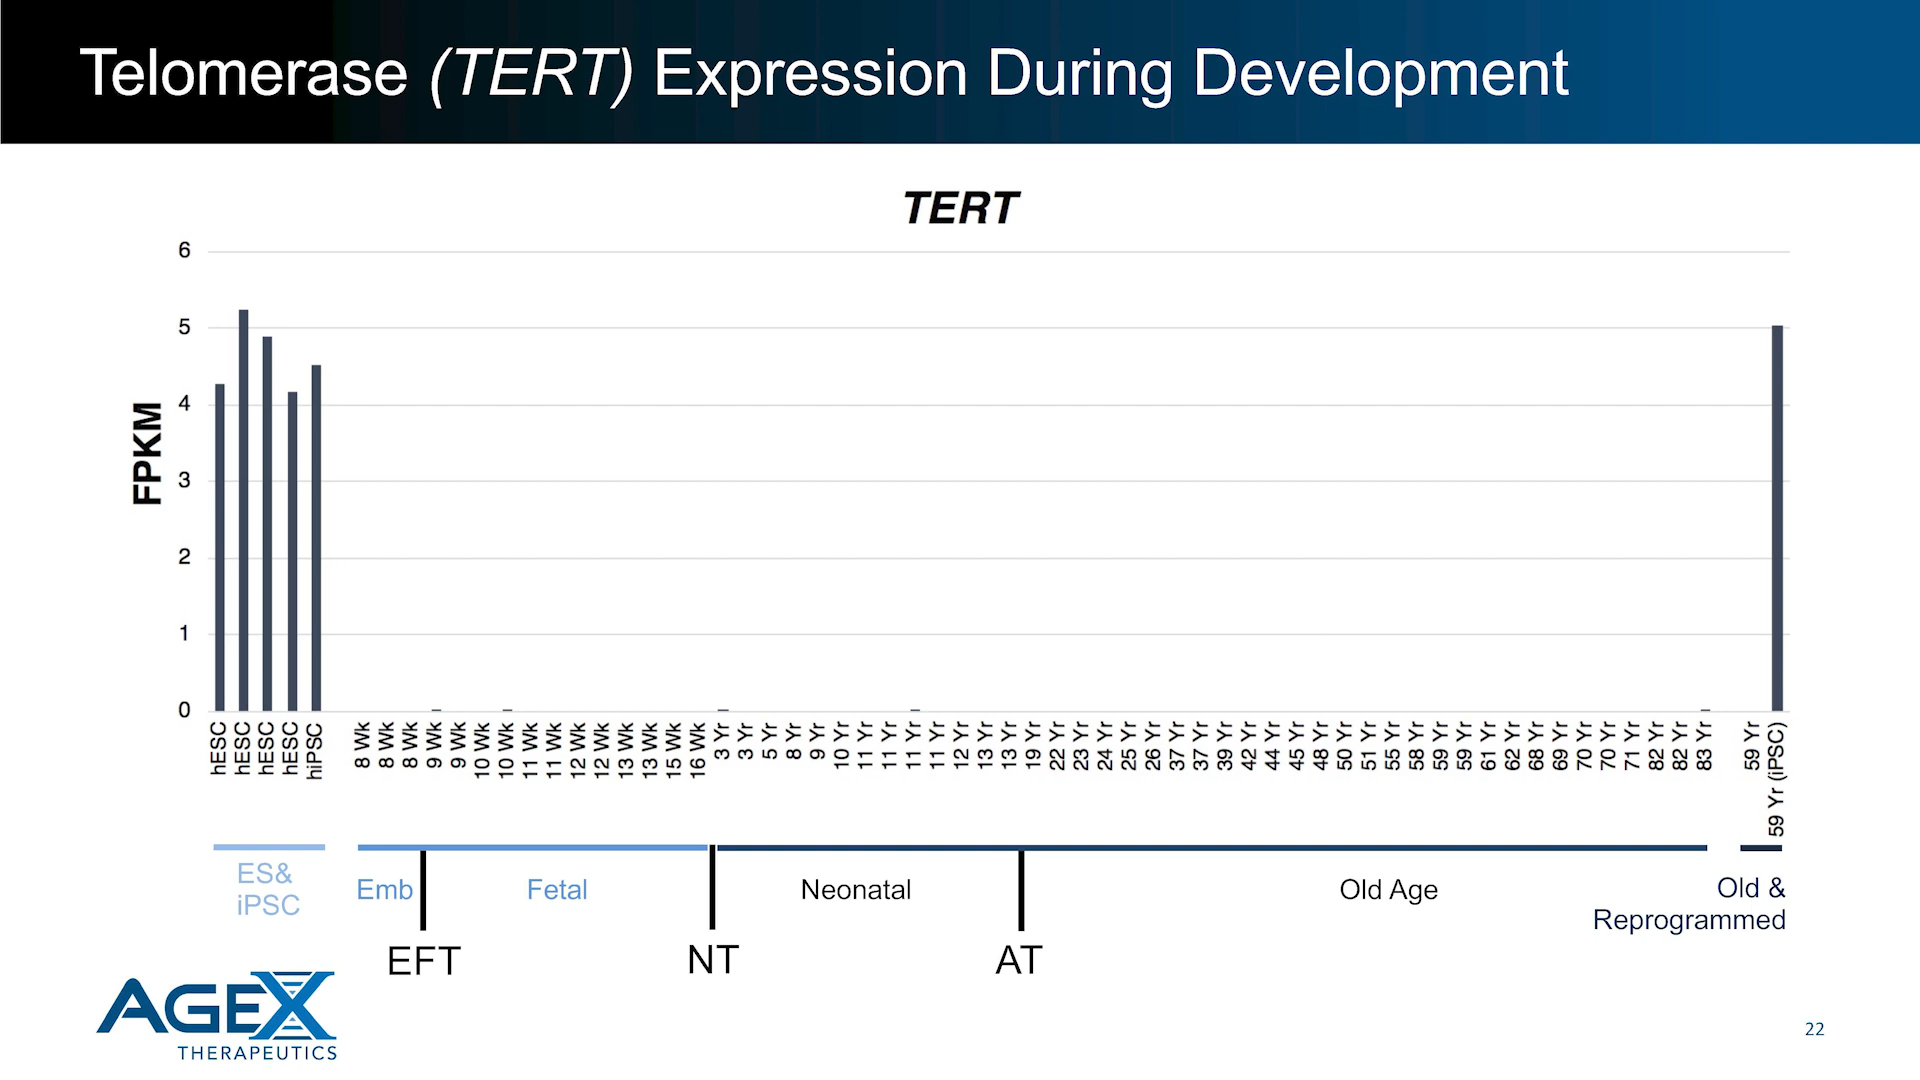 Telomerase (TERT) Expression During Development
TERT
FPKM
6
5
4
3
2
1
0
hESC
hESC
hESC
hESC
hiPSC
8 Wk
8 Wk
8 Wk
9 Wk
9 Wk
10 Wk
10 Wk
11 Wk
11 Wk
12 Wk
12 Wk
13 Wk
13 Wk
15 Wk
16 Wk
3 Yr
3 Yr
5 Yr
8 Yr
9 Yr
10 Yr
11 Yr
11 Yr
11 Yr
11 Yr
12 Yr
13 Yr
13 Yr
19 Yr
22 Yr
23 Yr
24 Yr
25 Yr
26 Yr
37 Yr
37 Yr
39 Yr
42 Yr
44 Yr
45 Yr
48 Yr
50 Yr
51 Yr
55 Yr
58 Yr
59 Yr
59 Yr
61 Yr
62 Yr
68 Yr
69 Yr
70 Yr
70 Yr
71 Yr
82 Yr
82 Yr
83 Yr
59 Yr
59 Yr (iPSC)
ES&
iPSC
Emb
Fetal
Neonatal
Old Age
Old &
Reprogrammed
EFT
NT
AT
AGEX
THERAPEUTICS
22